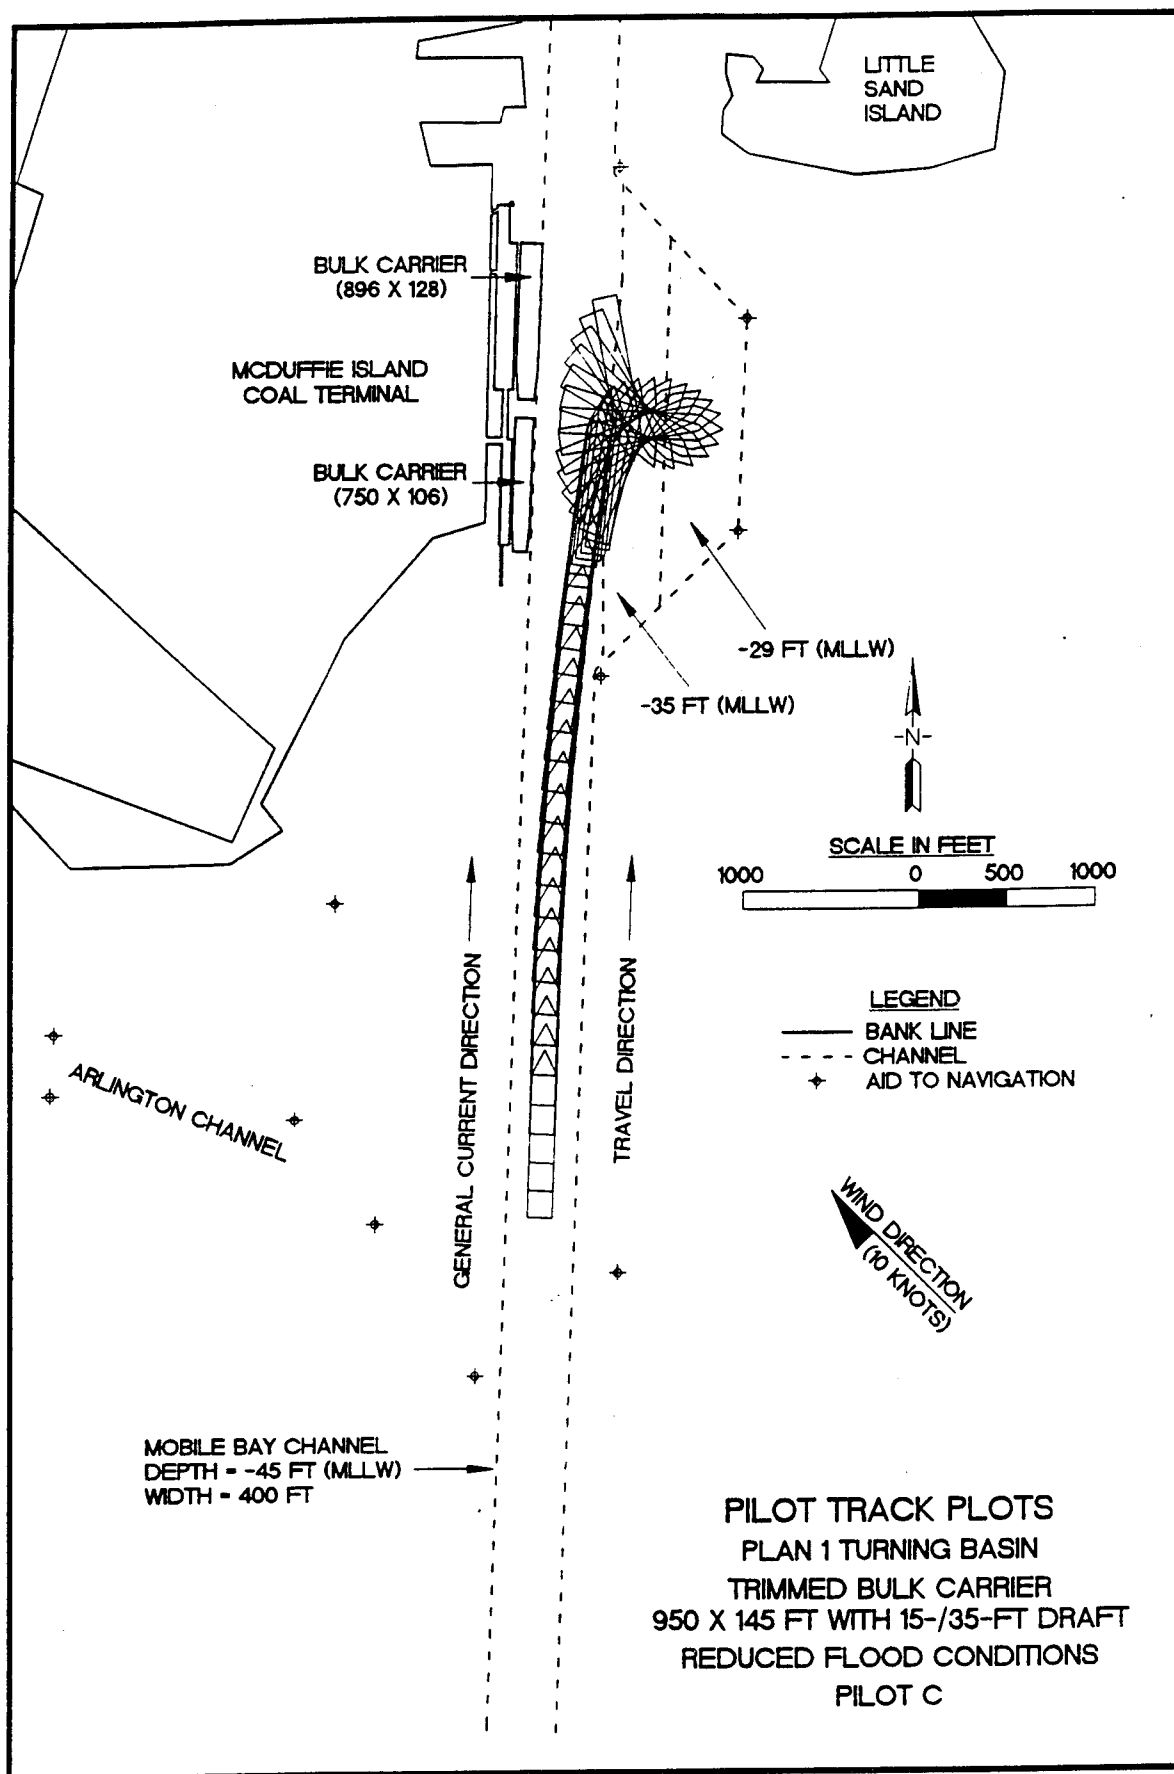 LITTLE
SAND
ISLAND
BULK CARRIER
(896 X 128)
MCDUFFIE ISLAND
COAL TERMINAL
BULK CARRIER
(750 X 106)
-29 FT (MLLW)
-35 FT (MLLW)
-N-
SCALE IN FEET
1000 0 500 1000
GENERAL CURRENT DIRECTION
TRAVEL DIRECTION
LEGEND
BANK LINE
CHANNEL
AID TO NAVIGATION
ARLINGTON CHANNEL
WIND DIRECTION
(10 KNOTS)
MOBILE BAY CHANNEL
DEPTH = -45 FT (MLLW)
WIDTH = 400 FT
PILOT TRACK PLOTS
PLAN 1 TURNING BASIN
TRIMMED BULK CARRIER
950 X 145 FT WITH 15-/35-FT DRAFT
REDUCED FLOOD CONDITIONS
PILOT C